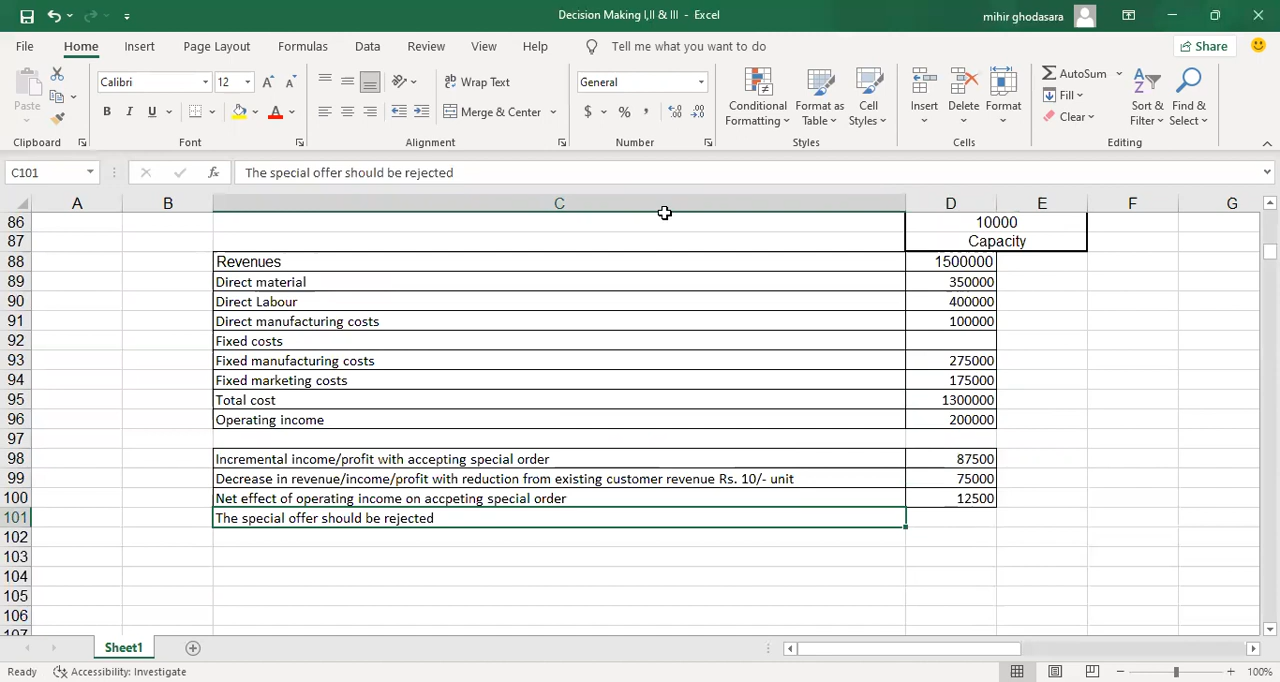 Decision Making I,II & III - Excel
mihir ghodasara
File Home Insert Page Layout Formulas Data Review View Help Tell me what you want to do Share
Paste
Calibri 12
B I U
Wrap Text
Merge & Center
General
$ % ,
Conditional Formatting
Format as Table
Cell Styles
Insert Delete Format
AutoSum
Fill
Clear
Sort & Filter
Find & Select
Clipboard Font Alignment Number Styles Cells Editing
C101 fx The special offer should be rejected
A B C D E F G
86 10000
87 Capacity
88 Revenues 1500000
89 Direct material 350000
90 Direct Labour 400000
91 Direct manufacturing costs 100000
92 Fixed costs
93 Fixed manufacturing costs 275000
94 Fixed marketing costs 175000
95 Total cost 1300000
96 Operating income 200000
97
98 Incremental income/profit with accepting special order 87500
99 Decrease in revenue/income/profit with reduction from existing customer revenue Rs. 10/- unit 75000
100 Net effect of operating income on accpeting special order 12500
101 The special offer should be rejected
102
103
104
105
106
107
Sheet1
Ready Accessibility: Investigate 100%